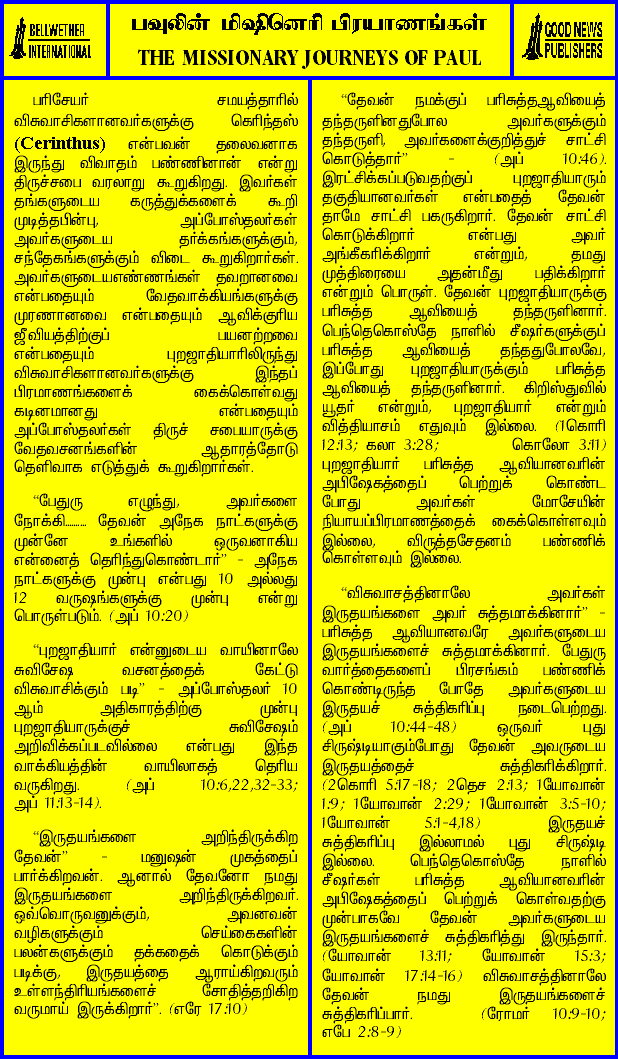 BELLWETHER
INTERNATIONAL
பவுலின் மிஷினெரி பிரயாணங்கள்
THE MISSIONARY JOURNEYS OF PAUL
GOOD NEWS
PUBLISHERS
பரிசேயர் சமயத்தாரில்
விசுவாசிகளானவர்களுக்கு கெரிந்தஸ்
(Cerinthus) என்பவன் தலைவனாக
இருந்து விவாதம் பண்ணினான் என்று
திருச்சபை வரலாறு கூறுகிறது. இவர்கள்
தங்களுடைய கருத்துக்களைக் கூறி
முடித்தபின்பு, அப்போஸ்தலர்கள்
அவர்களுடைய தர்க்கங்களுக்கும்,
சந்தேகங்களுக்கும் விடை கூறுகிறார்கள்.
அவர்களுடையஎண்ணங்கள் தவறானவை
என்பதையும் வேதவாக்கியங்களுக்கு
முரணானவை என்பதையும் ஆவிக்குரிய
ஜீவியத்திற்குப் பயனற்றவை
என்பதையும் புறஜாதியாரிலிருந்து
விசுவாசிகளானவர்களுக்கு இந்தப்
பிரமாணங்களைக் கைக்கொள்வது
கடினமானது என்பதையும்
அப்போஸ்தலர்கள் திருச் சபையாருக்கு
வேதவசனங்களின் ஆதாரத்தோடு
தெளிவாக எடுத்துக் கூறுகிறார்கள்.
“பேதுரு எழுந்து, அவர்களை
நோக்கி......... தேவன் அநேக நாட்களுக்கு
முன்னே உங்களில் ஒருவனாகிய
என்னைத் தெரிந்துகொண்டார்” - அநேக
நாட்களுக்கு முன்பு என்பது 10 அல்லது
12 வருஷங்களுக்கு முன்பு என்று
பொருள்படும். (அப் 10:20)
“புறஜாதியார் என்னுடைய வாயினாலே
சுவிசேஷ வசனத்தைக் கேட்டு
விசுவாசிக்கும் படி” - அப்போஸ்தலர் 10
ஆம் அதிகாரத்திற்கு முன்பு
புறஜாதியாருக்குச் சுவிசேஷம்
அறிவிக்கப்படவில்லை என்பது இந்த
வாக்கியத்தின் வாயிலாகத் தெரிய
வருகிறது. (அப் 10:6,22,32-33;
அப் 11:13-14).
“இருதயங்களை அறிந்திருக்கிற
தேவன்” - மனுஷன் முகத்தைப்
பார்க்கிறவன். ஆனால் தேவனோ நமது
இருதயங்களை அறிந்திருக்கிறவர்.
ஒவ்வொருவனுக்கும், அவனவன்
வழிகளுக்கும் செய்கைகளின்
பலன்களுக்கும் தக்கதைக் கொடுக்கும்
படிக்கு, இருதயத்தை ஆராய்கிறவரும்
உள்ளந்திரியங்களைச் சோதித்தறிகிற
வருமாய் இருக்கிறார்”. (எரே 17:10)
“தேவன் நமக்குப் பரிசுத்தஆவியைத்
தந்தருளினதுபோல அவர்களுக்கும்
தந்தருளி, அவர்களைக்குறித்துச் சாட்சி
கொடுத்தார்” - (அப் 10:46).
இரட்சிக்கப்படுவதற்குப் புறஜாதியாரும்
தகுதியானவர்கள் என்பதைத் தேவன்
தாமே சாட்சி பகருகிறார். தேவன் சாட்சி
கொடுக்கிறார் என்பது அவர்
அங்கீகரிக்கிறார் என்றும், தமது
முத்திரையை அதன்மீது பதிக்கிறார்
என்றும் பொருள். தேவன் புறஜாதியாருக்கு
பரிசுத்த ஆவியைத் தந்தருளினார்.
பெந்தெகொஸ்தே நாளில் சீஷர்களுக்குப்
பரிசுத்த ஆவியைத் தந்ததுபோலவே,
இப்போது புறஜாதியாருக்கும் பரிசுத்த
ஆவியைத் தந்தருளினார். கிறிஸ்துவில்
யூதர் என்றும், புறஜாதியார் என்றும்
வித்தியாசம் எதுவும் இல்லை. (1கொரி
12:13; கலா 3:28; கொலோ 3:11)
புறஜாதியார் பரிசுத்த ஆவியானவரின்
அபிஷேகத்தைப் பெற்றுக் கொண்ட
போது அவர்கள் மோசேயின்
நியாயப்பிரமாணத்தைக் கைக்கொள்ளவும்
இல்லை, விருத்தசேதனம் பண்ணிக்
கொள்ளவும் இல்லை.
“விசுவாசத்தினாலே அவர்கள்
இருதயங்களை அவர் சுத்தமாக்கினார்” -
பரிசுத்த ஆவியானவரே அவர்களுடைய
இருதயங்களைச் சுத்தமாக்கினார். பேதுரு
வார்த்தைகளைப் பிரசங்கம் பண்ணிக்
கொண்டிருந்த போதே அவர்களுடைய
இருதயச் சுத்திகரிப்பு நடைபெற்றது.
(அப் 10:44-48) ஒருவர் புது
சிருஷ்டியாகும்போது தேவன் அவருடைய
இருதயத்தைச் சுத்திகரிக்கிறார்.
(2கொரி 5:17-18; 2தெச 2:13; 1யோவான்
1:9; 1யோவான் 2:29; 1யோவான் 3:5-10;
1யோவான் 5:1-4,18) இருதயச்
சுத்திகரிப்பு இல்லாமல் புது சிருஷ்டி
இல்லை. பெந்தெகொஸ்தே நாளில்
சீஷர்கள் பரிசுத்த ஆவியானவரின்
அபிஷேகத்தைப் பெற்றுக் கொள்வதற்கு
முன்பாகவே தேவன் அவர்களுடைய
இருதயங்களைச் சுத்திகரித்து இருந்தார்.
(யோவான் 13:11; யோவான் 15:3;
யோவான் 17:14-16) விசுவாசத்தினாலே
தேவன் நமது இருதயங்களைச்
சுத்திகரிப்பார். (ரோமர் 10:9-10;
எபே 2:8-9)